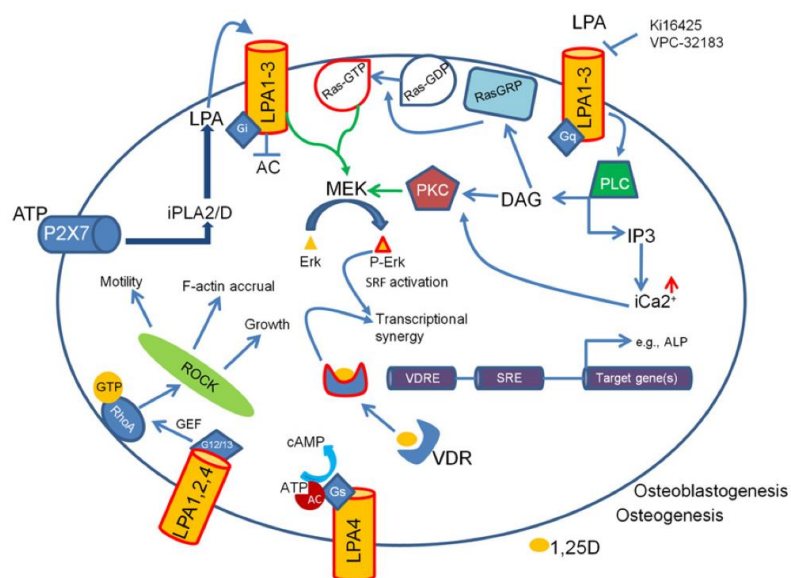 LPA
Ki16425
VPC-32183
LPA1-3
Gi
AC
LPA
Ras-GTP
Ras-GDP
RasGRP
LPA1-3
Gq
PLC
MEK
PKC
DAG
IP3
iCa2+
ATP
P2X7
iPLA2/D
Erk
P-Erk
SRF activation
Transcriptional
synergy
Motility
F-actin accrual
Growth
ROCK
GTP
RhoA
GEF
G12/13
LPA1,2,4
cAMP
ATP
AC
Gs
LPA4
VDR
VDRE
SRE
Target gene(s)
e.g., ALP
Osteoblastogenesis
Osteogenesis
1,25D